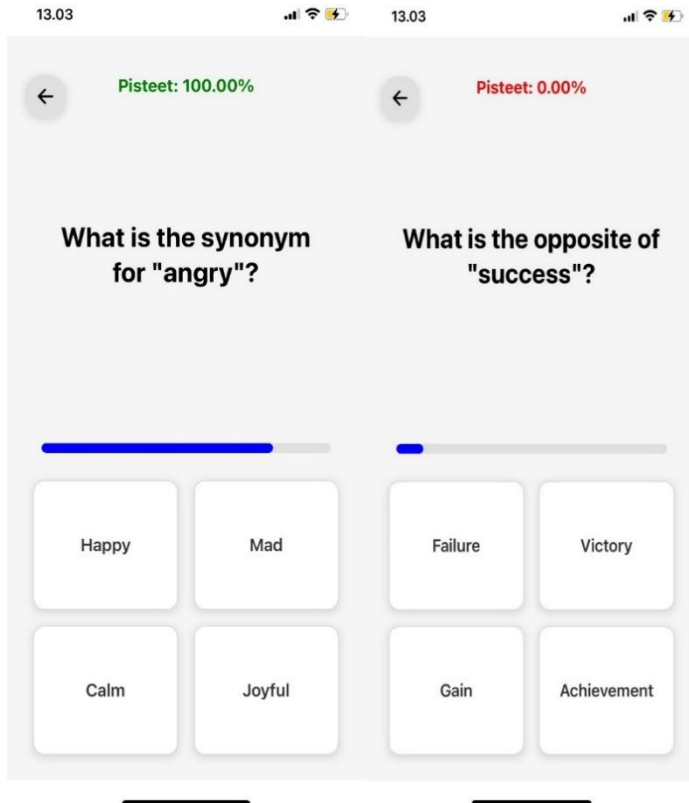 13.03
Pisteet: 100.00%
What is the synonym
for "angry"?
Happy
Mad
Calm
Joyful
13.03
Pisteet: 0.00%
What is the opposite of
"success"?
Failure
Victory
Gain
Achievement